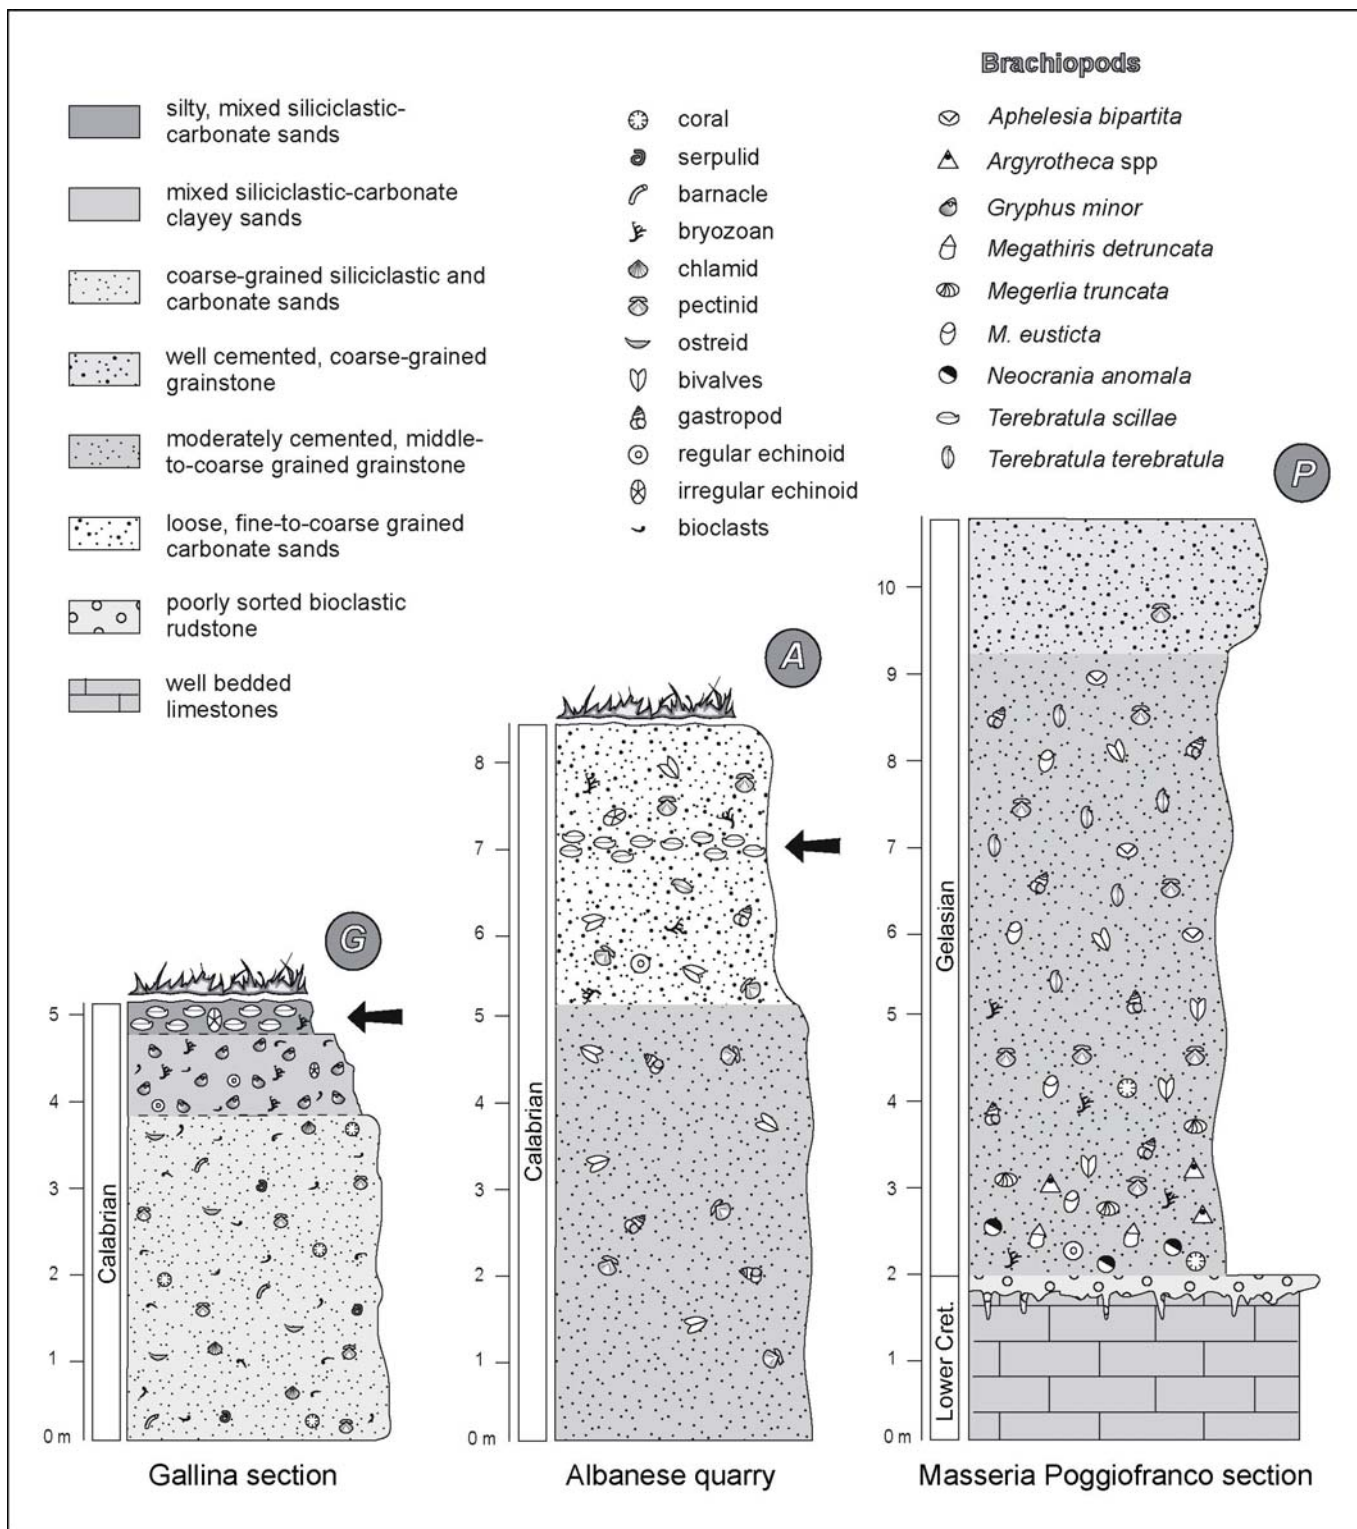 silty, mixed siliciclastic-
carbonate sands
mixed siliciclastic-carbonate
clayey sands
coarse-grained siliciclastic and
carbonate sands
well cemented, coarse-grained
grainstone
moderately cemented, middle-
to-coarse grained grainstone
loose, fine-to-coarse grained
carbonate sands
poorly sorted bioclastic
rudstone
well bedded
limestones
coral
serpulid
barnacle
bryozoan
chlamid
pectinid
ostreid
bivalves
gastropod
regular echinoid
irregular echinoid
bioclasts
Brachiopods
Aphelesia bipartita
Argyrotheca spp
Gryphus minor
Megathiris detruncata
Megerlia truncata
M. eusticta
Neocrania anomala
Terebratula scillae
Terebratula terebratula
G
5
4
3
2
1
0 m
Calabrian
Gallina section
A
8
7
6
5
4
3
2
1
0 m
Calabrian
Albanese quarry
P
10
9
8
7
6
5
4
3
2
1
0 m
Gelasian
Lower Cret.
Masseria Poggiofranco section